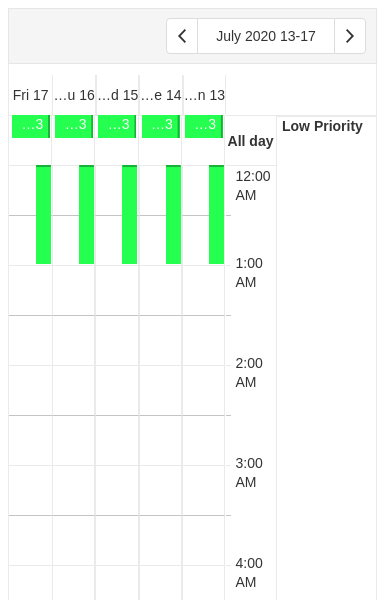 July 2020 13-17
Fri 17 …u 16 …d 15 …e 14 …n 13
…3 …3 …3 …3 …3
All day
Low Priority
12:00
AM
1:00
AM
2:00
AM
3:00
AM
4:00
AM